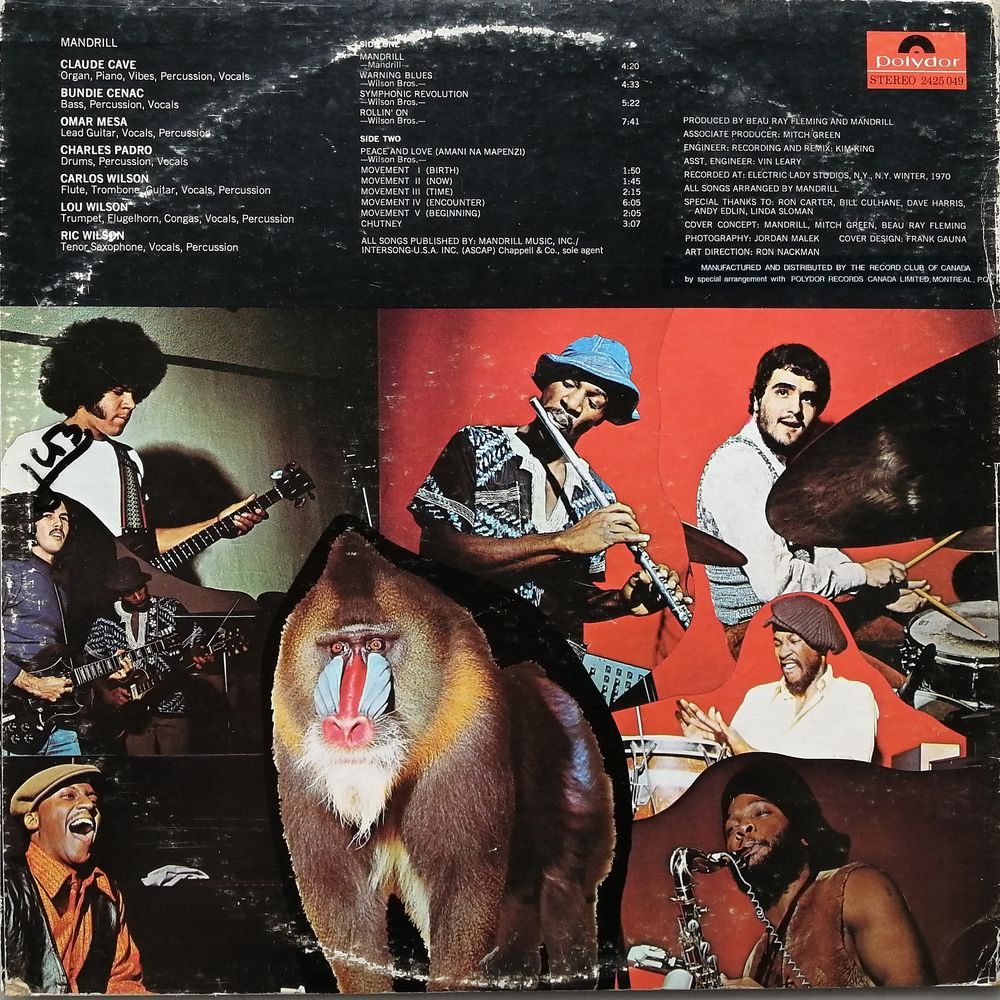 MANDRILL
CLAUDE CAVE
Organ, Piano, Vibes, Percussion, Vocals
BUNDIE CENAC
Bass, Percussion, Vocals
OMAR MESA
Lead Guitar, Vocals, Percussion
CHARLES PADRO
Drums, Percussion, Vocals
CARLOS WILSON
Flute, Trombone, Guitar, Vocals, Percussion
LOU WILSON
Trumpet, Flugelhorn, Congas, Vocals, Percussion
RIC WILSON
Tenor Saxophone, Vocals, Percussion
SIDE ONE
MANDRILL
—Mandrill— 4:20
WARNING BLUES
—Wilson Bros.— 4:33
SYMPHONIC REVOLUTION
—Wilson Bros.— 5:22
ROLLIN' ON
—Wilson Bros.— 7:41
SIDE TWO
PEACE AND LOVE (AMANI NA MAPENZI)
—Wilson Bros.—
MOVEMENT I (BIRTH) 1:50
MOVEMENT II (NOW) 1:45
MOVEMENT III (TIME) 2:15
MOVEMENT IV (ENCOUNTER) 6:05
MOVEMENT V (BEGINNING) 2:05
CHUTNEY 3:07
ALL SONGS PUBLISHED BY: MANDRILL MUSIC, INC./
INTERSONG-U.S.A. INC. (ASCAP) Chappell & Co., sole agent
polydor
STEREO 2425 049
PRODUCED BY BEAU RAY FLEMING AND MANDRILL
ASSOCIATE PRODUCER: MITCH GREEN
ENGINEER: RECORDING AND REMIX: KIM KING
ASST. ENGINEER: VIN LEARY
RECORDED AT: ELECTRIC LADY STUDIOS, N.Y., N.Y. WINTER, 1970
ALL SONGS ARRANGED BY MANDRILL
SPECIAL THANKS TO: RON CARTER, BILL CULHANE, DAVE HARRIS,
ANDY EDLIN, LINDA SLOMAN
COVER CONCEPT: MANDRILL, MITCH GREEN, BEAU RAY FLEMING
PHOTOGRAPHY: JORDAN MALEK COVER DESIGN: FRANK GAUNA
ART DIRECTION: RON NACKMAN
MANUFACTURED AND DISTRIBUTED BY THE RECORD CLUB OF CANADA
by special arrangement with POLYDOR RECORDS CANADA LIMITED, MONTREAL, P.Q.